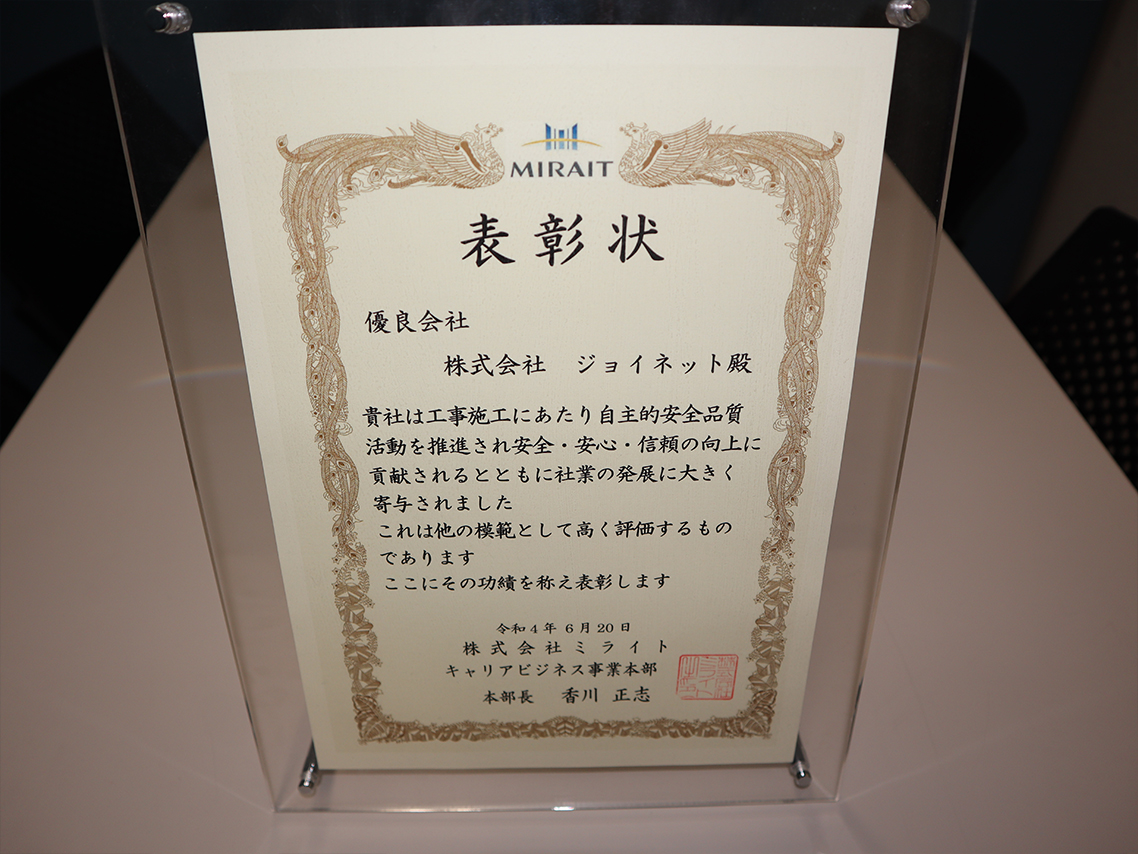 MIRAIT
表彰状
優良会社
株式会社 ジョイネット殿
貴社は工事施工にあたり自主的安全品質
活動を推進され安全・安心・信頼の向上に
貢献されるとともに社業の発展に大きく
寄与されました
これは他の模範として高く評価するもの
であります
ここにその功績を称え表彰します
令和4年 6月20日
株式会社ミライト
キャリアビジネス事業本部
本部長 香川 正志